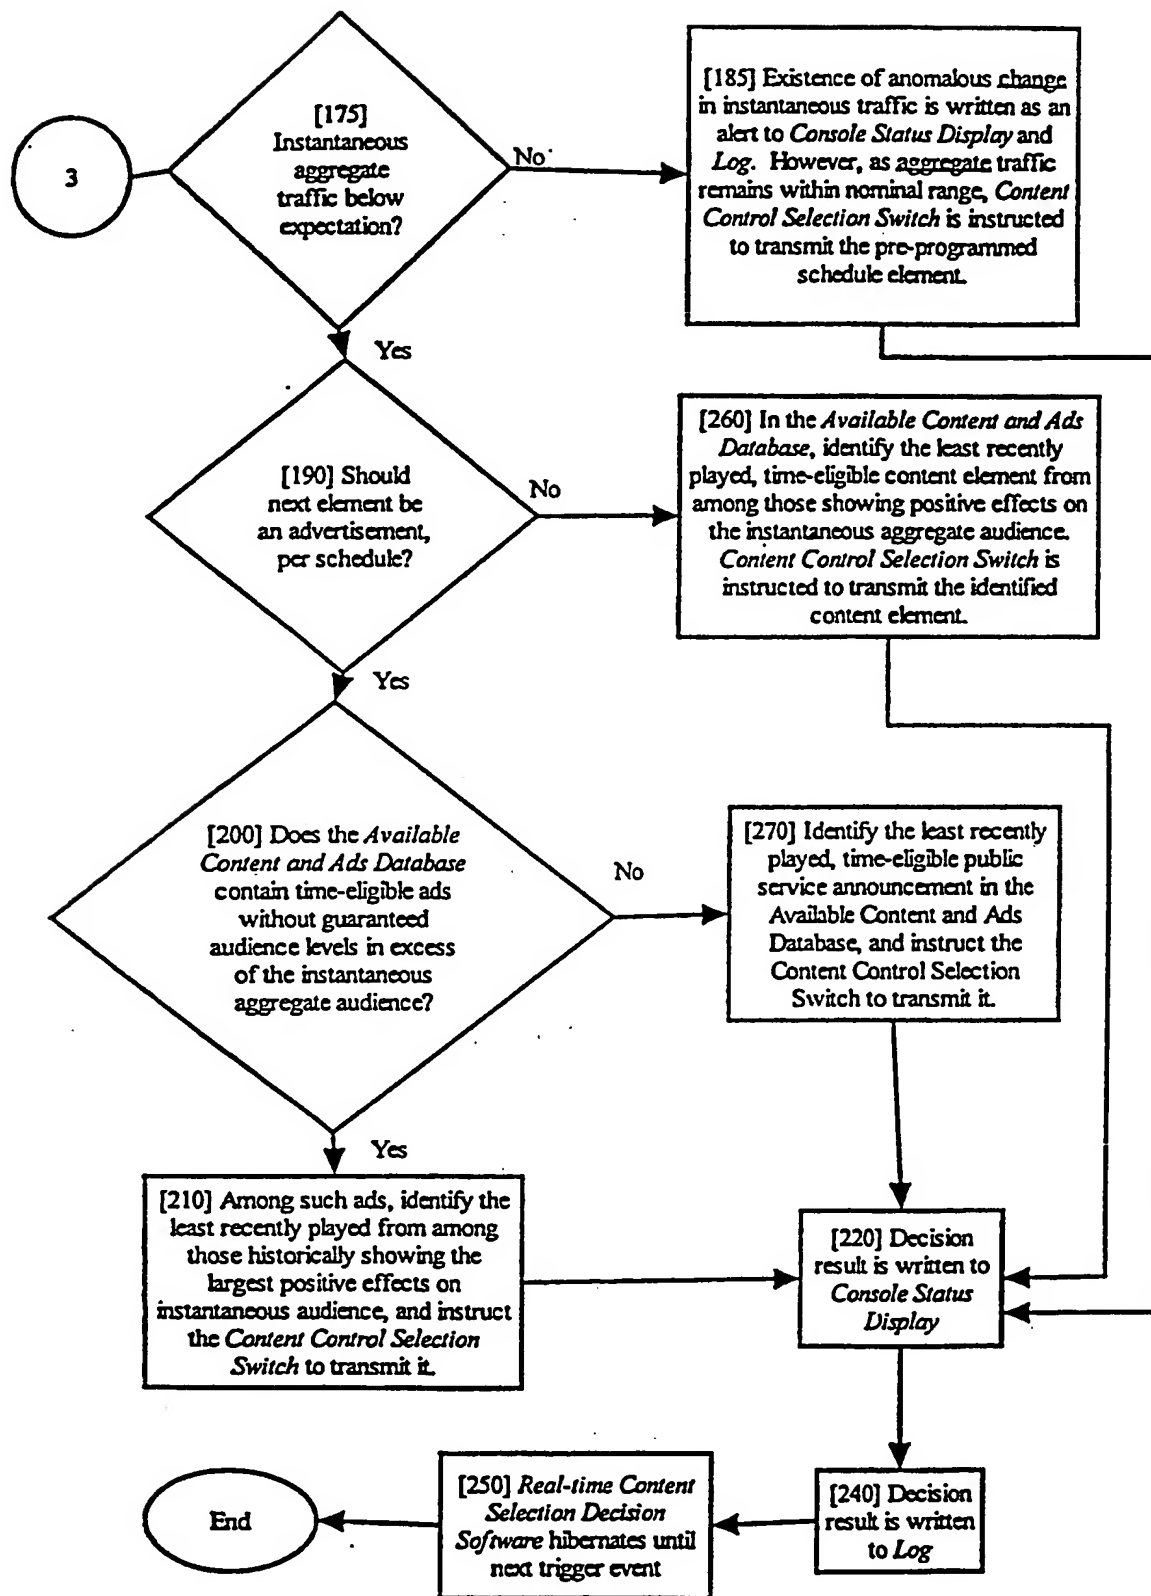 3
[175]
Instantaneous
aggregate
traffic below
expectation?
No
[185] Existence of anomalous change
in instantaneous traffic is written as an
alert to Console Status Display and
Log. However, as aggregate traffic
remains within nominal range, Content
Control Selection Switch is instructed
to transmit the pre-programmed
schedule element.
Yes
[190] Should
next element be
an advertisement,
per schedule?
No
[260] In the Available Content and Ads
Database, identify the least recently
played, time-eligible content element from
among those showing positive effects on
the instantaneous aggregate audience.
Content Control Selection Switch is
instructed to transmit the identified
content element.
Yes
[200] Does the Available
Content and Ads Database
contain time-eligible ads
without guaranteed
audience levels in excess
of the instantaneous
aggregate audience?
No
[270] Identify the least recently
played, time-eligible public
service announcement in the
Available Content and Ads
Database, and instruct the
Content Control Selection
Switch to transmit it.
Yes
[210] Among such ads, identify the
least recently played from among
those historically showing the
largest positive effects on
instantaneous audience, and instruct
the Content Control Selection
Switch to transmit it.
[220] Decision
result is written to
Console Status
Display
[240] Decision
result is written
to Log
[250] Real-time Content
Selection Decision
Software hibernates until
next trigger event
End